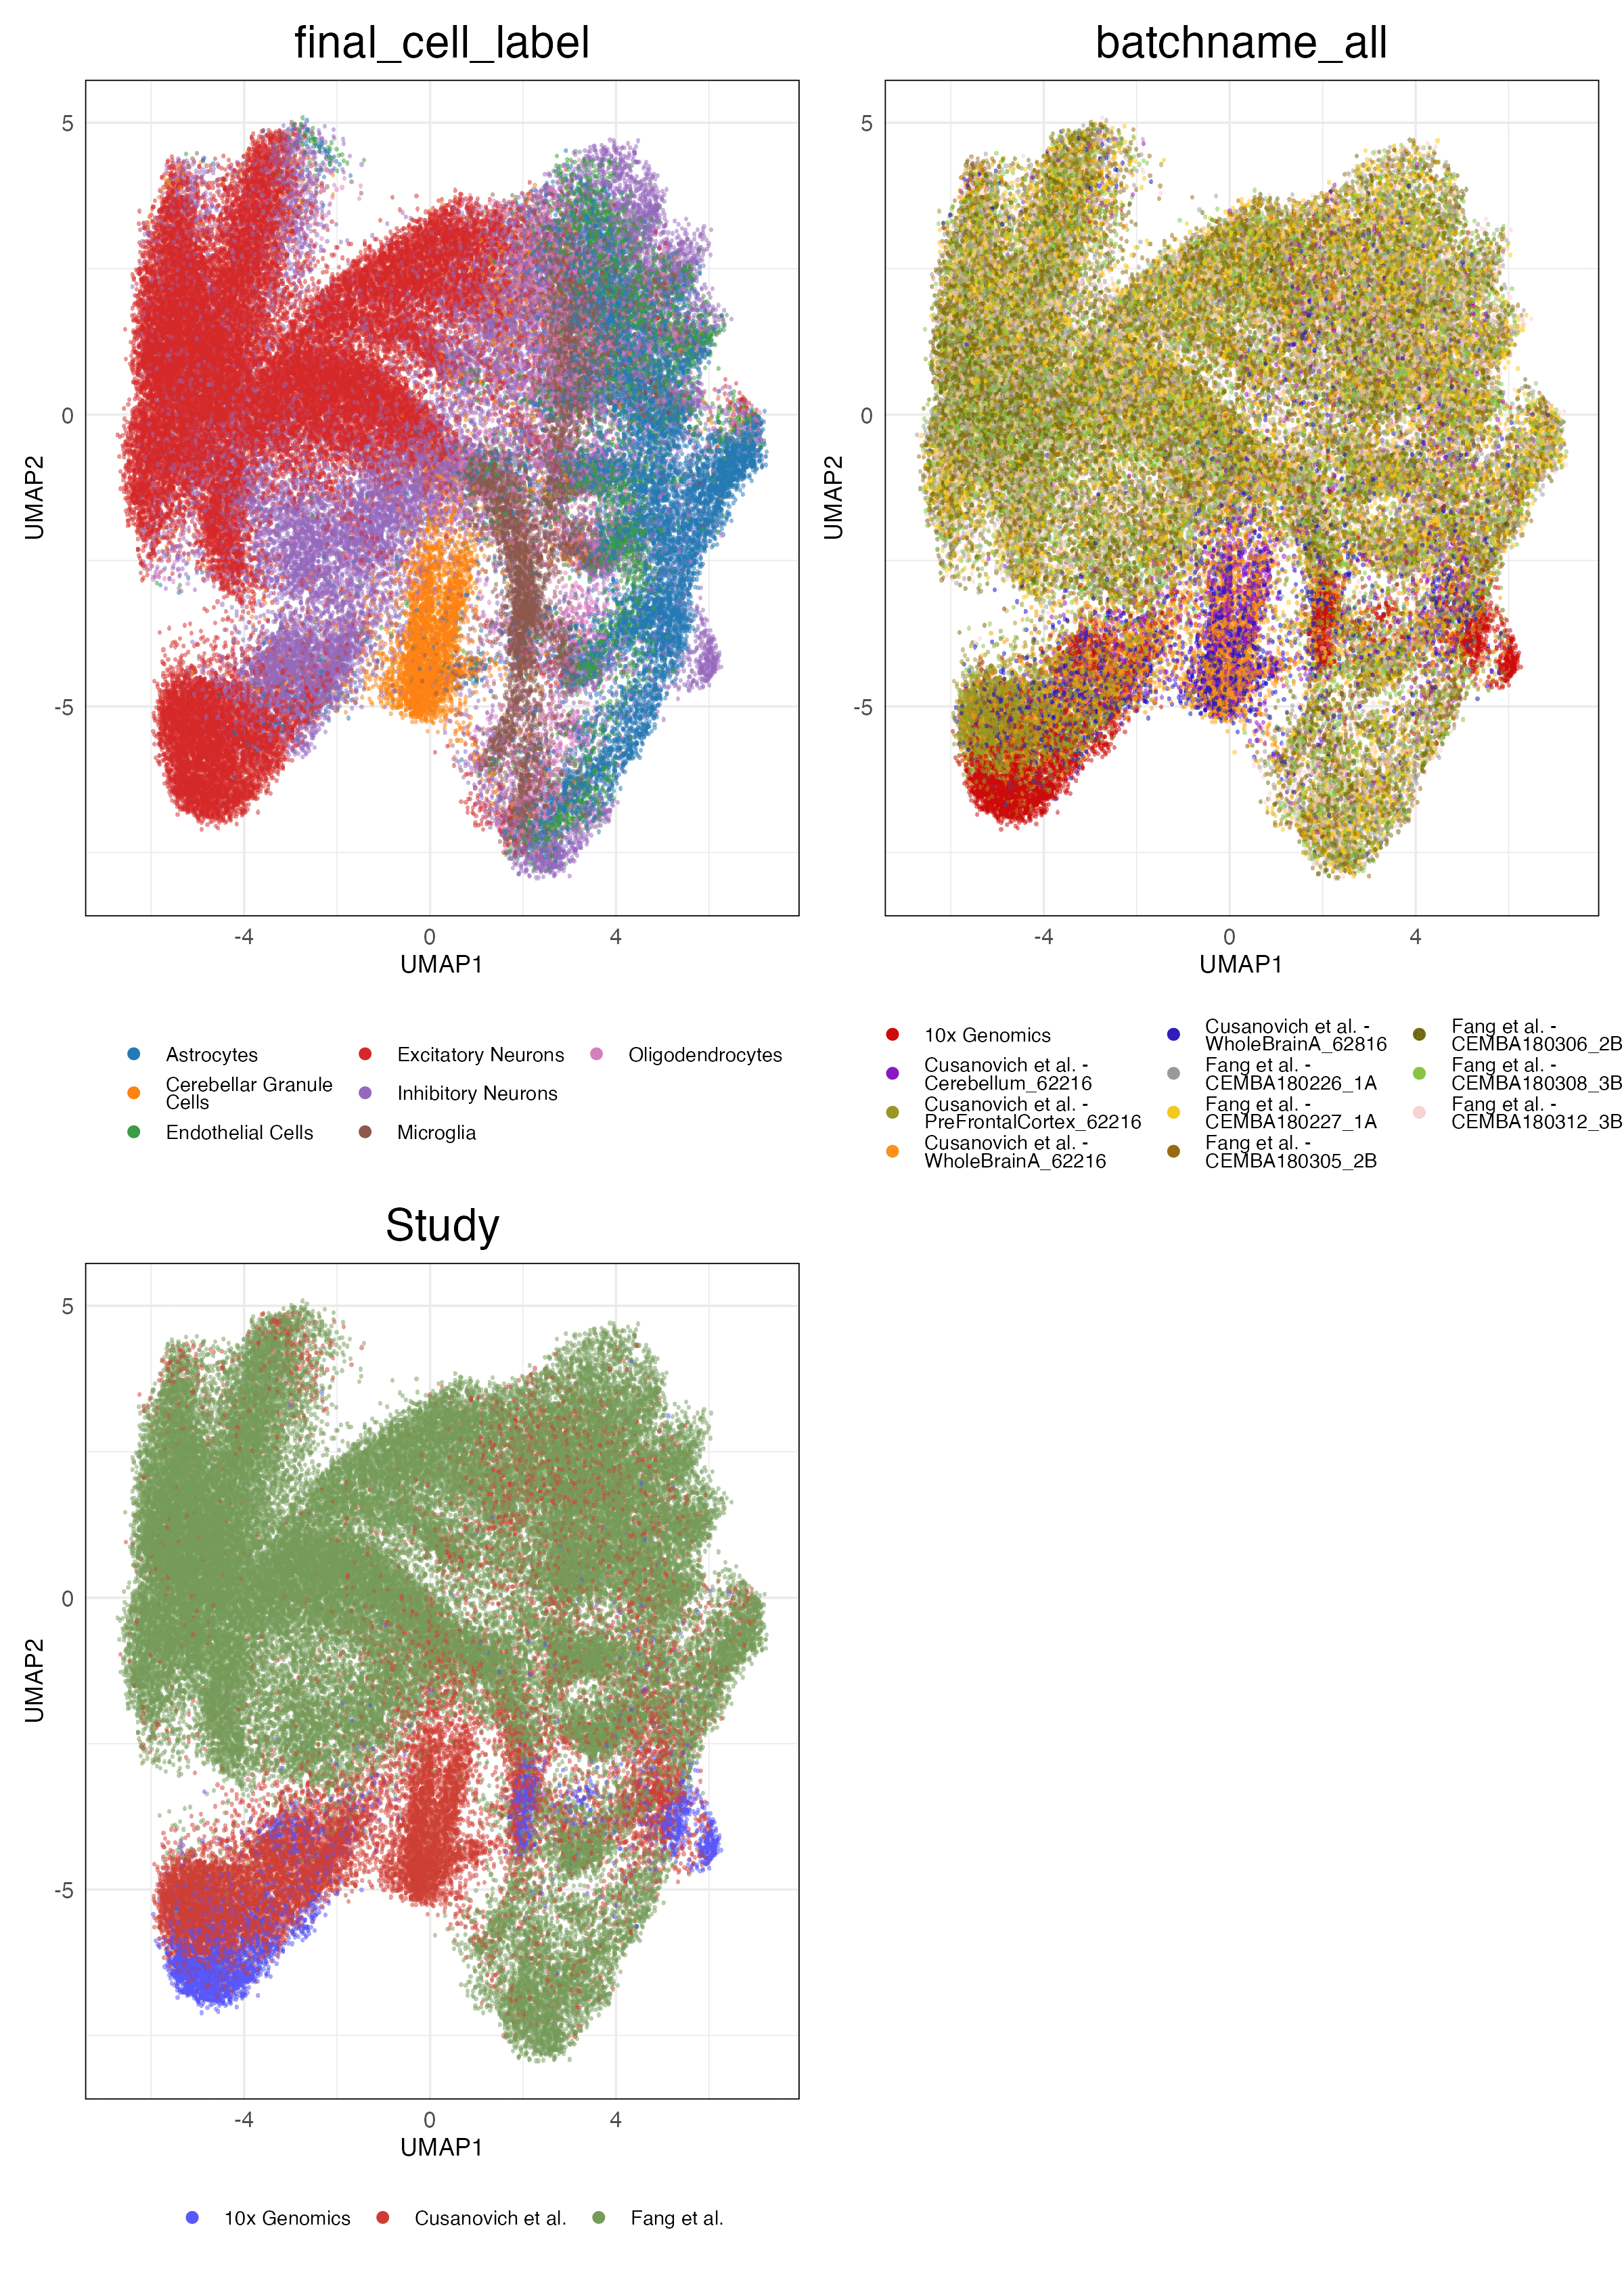 final_cell_label
5
0
-5
UMAP2
-4
0
4
UMAP1
Astrocytes
Cerebellar Granule
Cells
Endothelial Cells
Excitatory Neurons
Inhibitory Neurons
Microglia
Oligodendrocytes
batchname_all
5
0
-5
UMAP2
-4
0
4
UMAP1
10x Genomics
Cusanovich et al. -
Cerebellum_62216
Cusanovich et al. -
PreFrontalCortex_62216
Cusanovich et al. -
WholeBrainA_62216
Cusanovich et al. -
WholeBrainA_62816
Fang et al. -
CEMBA180226_1A
Fang et al. -
CEMBA180227_1A
Fang et al. -
CEMBA180305_2B
Fang et al. -
CEMBA180306_2B
Fang et al. -
CEMBA180308_3B
Fang et al. -
CEMBA180312_3B
Study
5
0
-5
UMAP2
-4
0
4
UMAP1
10x Genomics
Cusanovich et al.
Fang et al.